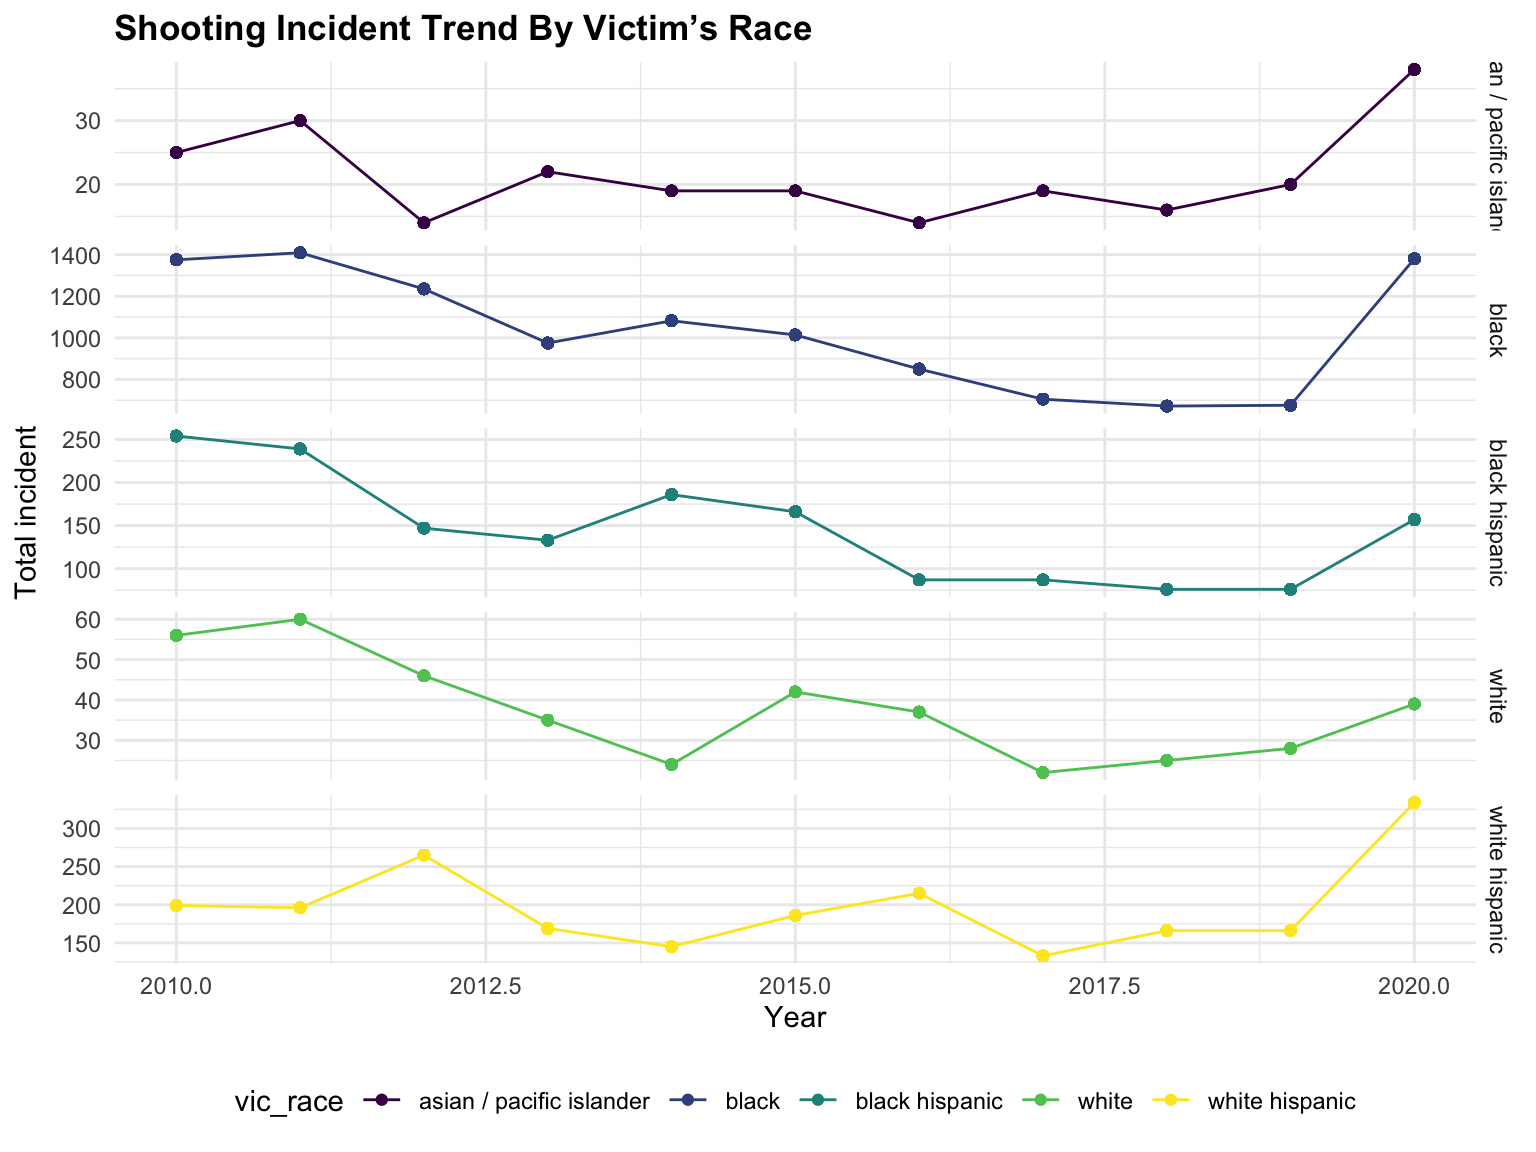 Shooting Incident Trend By Victim’s Race
30
20
an / pacific islan
1400
1200
1000
800
black
250
200
150
100
black hispanic
60
50
40
30
white
300
250
200
150
white hispanic
Total incident
2010.0 2012.5 2015.0 2017.5 2020.0
Year
vic_race asian / pacific islander black black hispanic white white hispanic